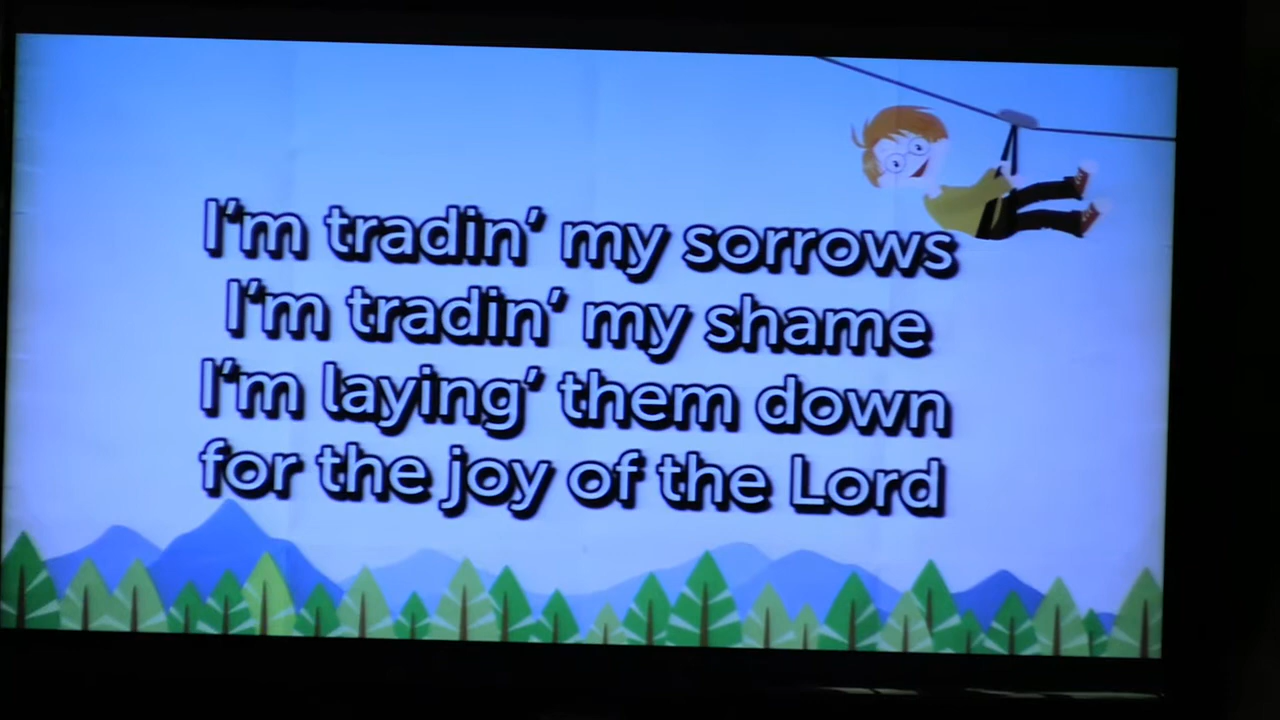 I'm tradin' my sorrows
I'm tradin' my shame
I'm laying' them down
for the joy of the Lord